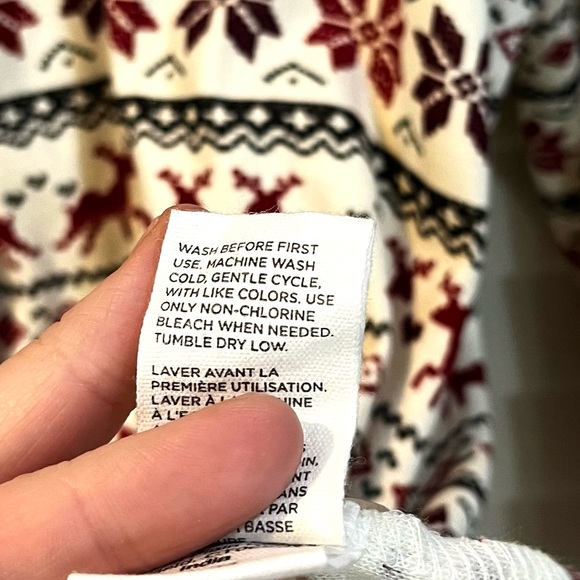 WASH BEFORE FIRST
USE. MACHINE WASH
COLD, GENTLE CYCLE,
WITH LIKE COLORS. USE
ONLY NON-CHLORINE
BLEACH WHEN NEEDED.
TUMBLE DRY LOW.
LAVER AVANT LA
PREMIÈRE UTILISATION.
LAVER À
À
PAR
BASSE